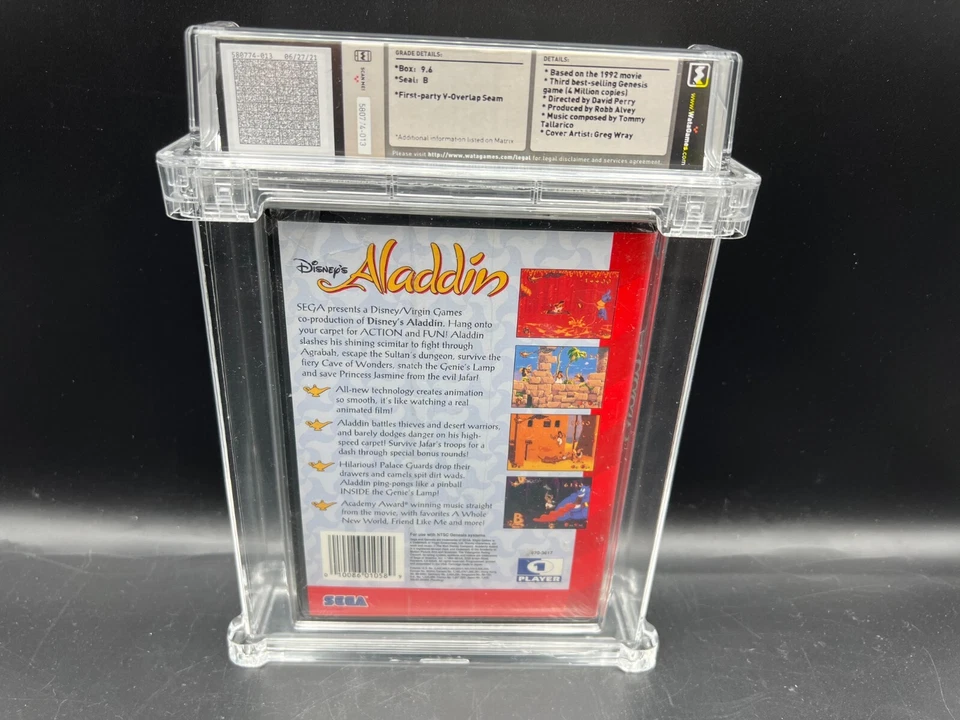 580774-013 06/27/21
SCAN ME!
580774-013
GRADE DETAILS:
*Box: 9.6
*Seal: B
*First-party V-Overlap Seam
*Additional information listed on Matrix
DETAILS:
* Based on the 1992 movie
* Third best-selling Genesis
game (4 Million copies)
* Directed by David Perry
* Produced by Robb Alvey
* Music composed by Tommy
Tallarico
* Cover Artist: Greg Wray
Please visit http://www.watagames.com/legal for legal disclaimer and services agreement.
www.WataGames.com
Disney's Aladdin
SEGA presents a Disney/Virgin Games
co-production of Disney's Aladdin. Hang onto
your carpet for ACTION and FUN! Aladdin
slashes his shining scimitar to fight through
Agrabah, escape the Sultan's dungeon, survive the
fiery Cave of Wonders, snatch the Genie's Lamp
and save Princess Jasmine from the evil Jafar!
All-new technology creates animation
so smooth, it's like watching a real
animated film!
Aladdin battles thieves and desert warriors,
and barely dodges danger on his high-
speed carpet! Survive Jafar's troops for a
dash through special bonus rounds!
Hilarious! Palace Guards drop their
drawers and camels spit dirt wads.
Aladdin ping-pongs like a pinball
INSIDE the Genie's Lamp!
Academy Award® winning music straight
from the movie, with favorites A Whole
New World, Friend Like Me and more!
For use with NTSC Genesis systems.
0 10086 01058 9
1
PLAYER
SEGA